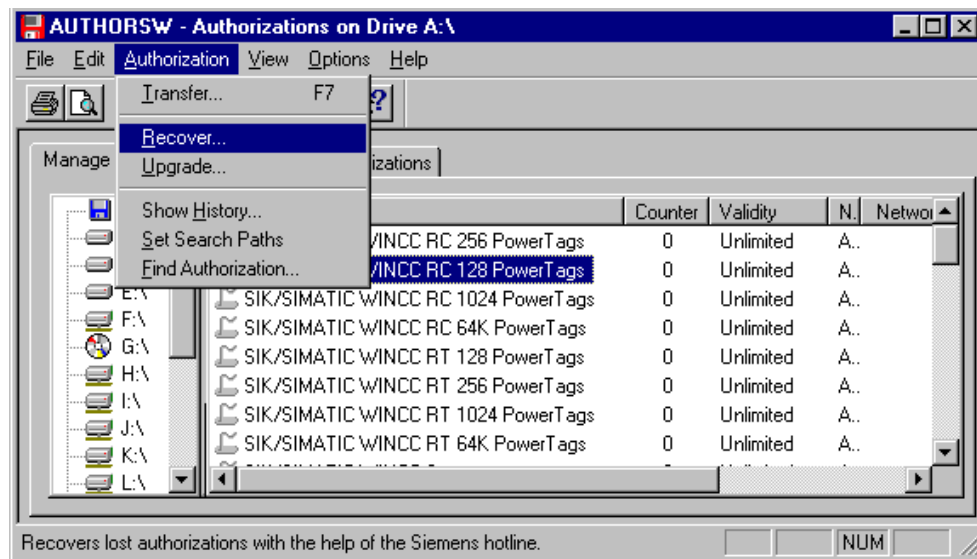 AUTHORSW - Authorizations on Drive A:\
File Edit Authorization View Options Help
Transfer... F7
Recover...
Upgrade...
Show History...
Set Search Paths
Find Authorization...
?
Manage izations
Counter Validity N. Networ
/INCC RC 256 PowerTags 0 Unlimited A..
/INCC RC 128 PowerTags 0 Unlimited A..
E:\ SIK/SIMATIC WINCC RC 1024 PowerTags 0 Unlimited A..
F:\ SIK/SIMATIC WINCC RC 64K PowerTags 0 Unlimited A..
G:\ SIK/SIMATIC WINCC RT 128 PowerTags 0 Unlimited A..
H:\ SIK/SIMATIC WINCC RT 256 PowerTags 0 Unlimited A..
I:\ SIK/SIMATIC WINCC RT 1024 PowerTags 0 Unlimited A..
J:\ SIK/SIMATIC WINCC RT 64K PowerTags 0 Unlimited A..
K:\
L:\
Recovers lost authorizations with the help of the Siemens hotline.
NUM